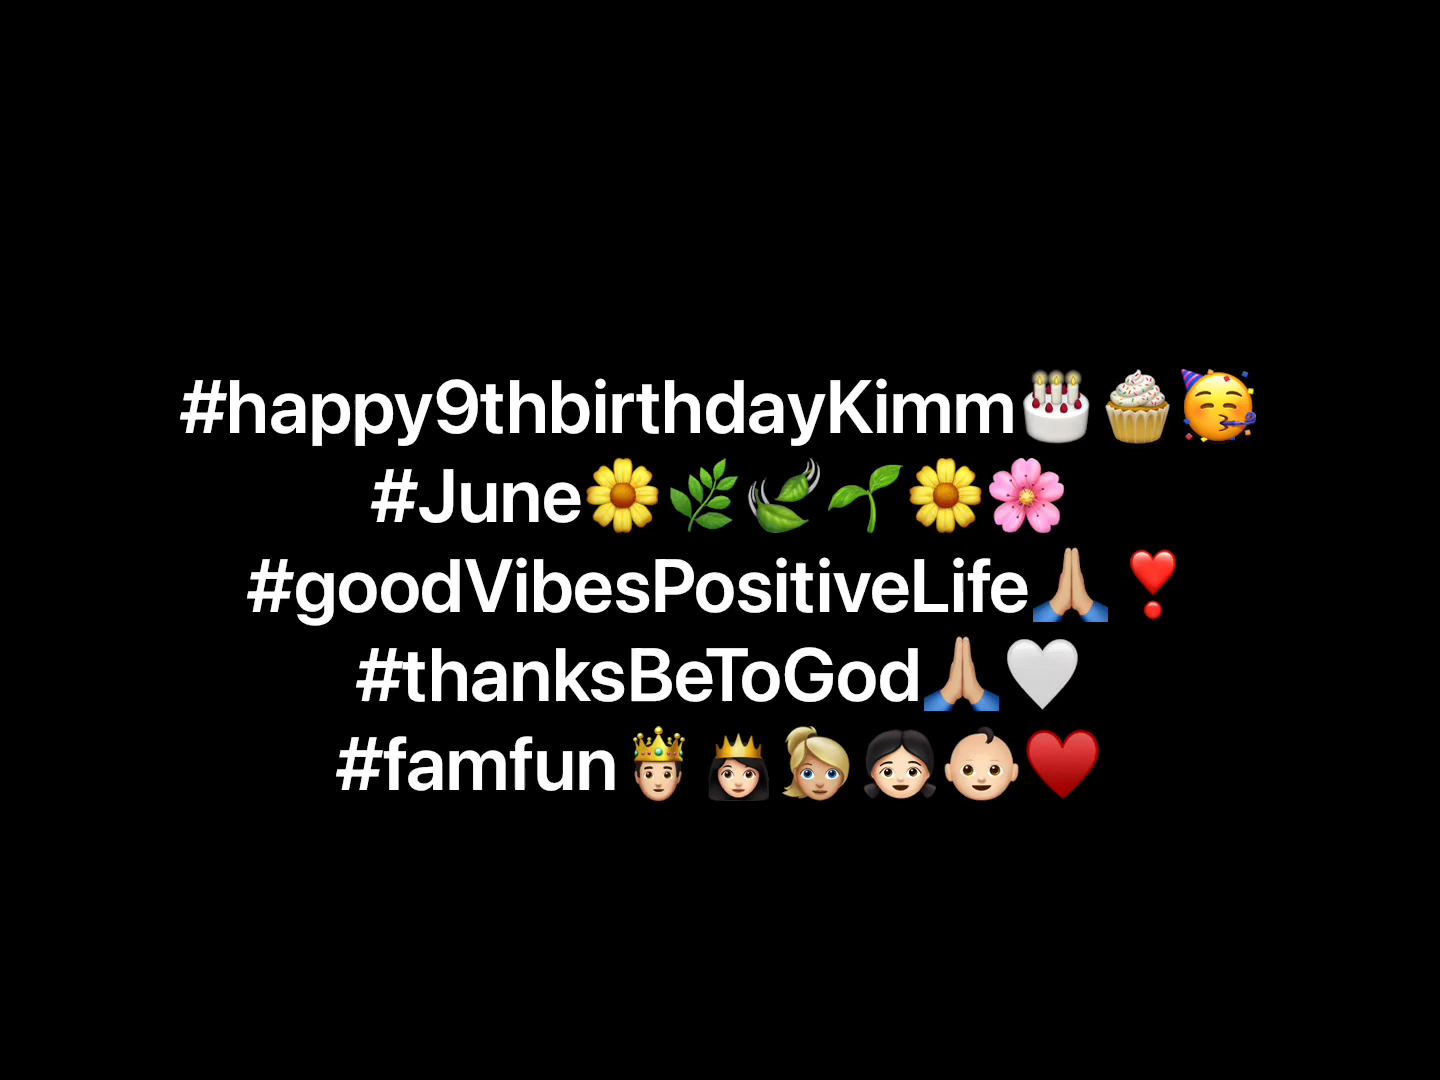 #happy9thbirthdayKimm🎂🧁🥳
#June🌼🌿🍃🌱🌼🌸
#goodVibesPositiveLife🙏🏼❣️
#thanksBeToGod🙏🏼🤍
#famfun🤴🏻👸🏻👱🏼‍♀️👧🏻👶🏻♥️